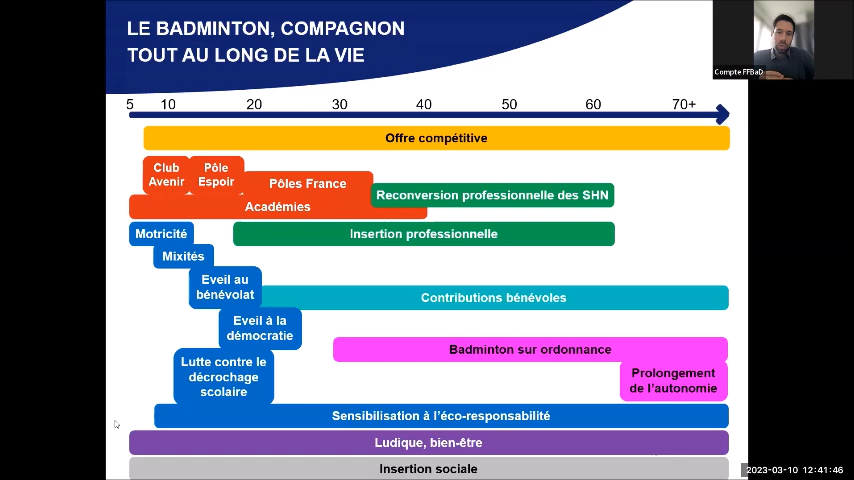 LE BADMINTON, COMPAGNON
TOUT AU LONG DE LA VIE
Compte FFBaD
5 10 20 30 40 50 60 70+
Offre compétitive
Club
Avenir
Pôle
Espoir
Pôles France
Reconversion professionnelle des SHN
Académies
Motricité
Insertion professionnelle
Mixités
Eveil au
bénévolat
Contributions bénévoles
Eveil à la
démocratie
Badminton sur ordonnance
Lutte contre le
décrochage
scolaire
Prolongement
de l'autonomie
Sensibilisation à l'éco-responsabilité
Ludique, bien-être
Insertion sociale
2023-03-10 12:41:46